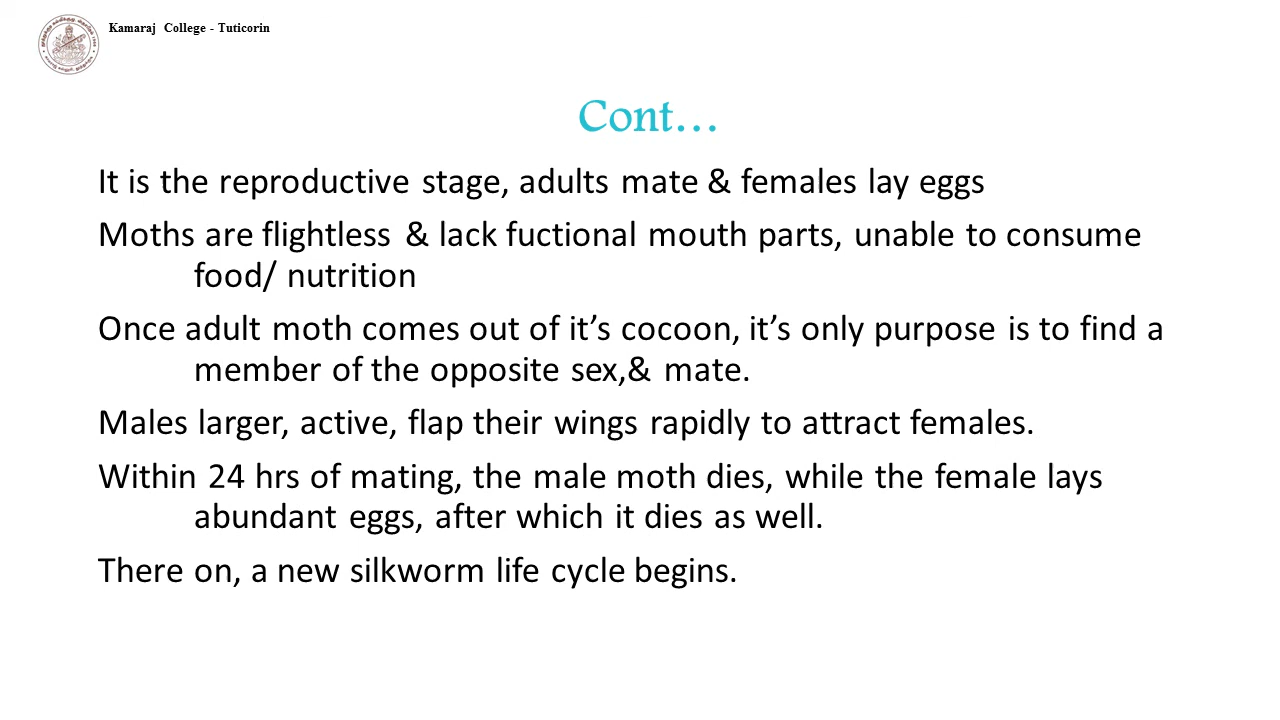 Kamaraj College - Tuticorin
Cont...
It is the reproductive stage, adults mate & females lay eggs
Moths are flightless & lack fuctional mouth parts, unable to consume
food/ nutrition
Once adult moth comes out of it’s cocoon, it’s only purpose is to find a
member of the opposite sex,& mate.
Males larger, active, flap their wings rapidly to attract females.
Within 24 hrs of mating, the male moth dies, while the female lays
abundant eggs, after which it dies as well.
There on, a new silkworm life cycle begins.